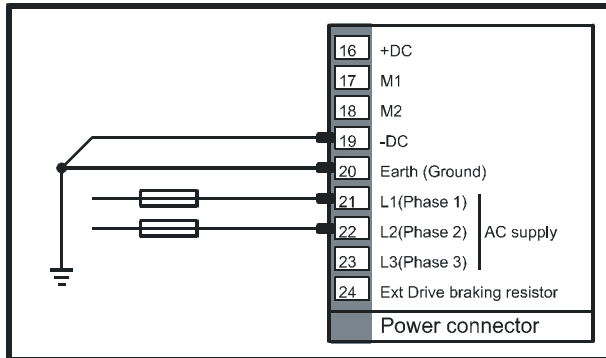 16 +DC
17 M1
18 M2
19 -DC
20 Earth (Ground)
21 L1(Phase 1)
22 L2(Phase 2) AC supply
23 L3(Phase 3)
24 Ext Drive braking resistor
Power connector